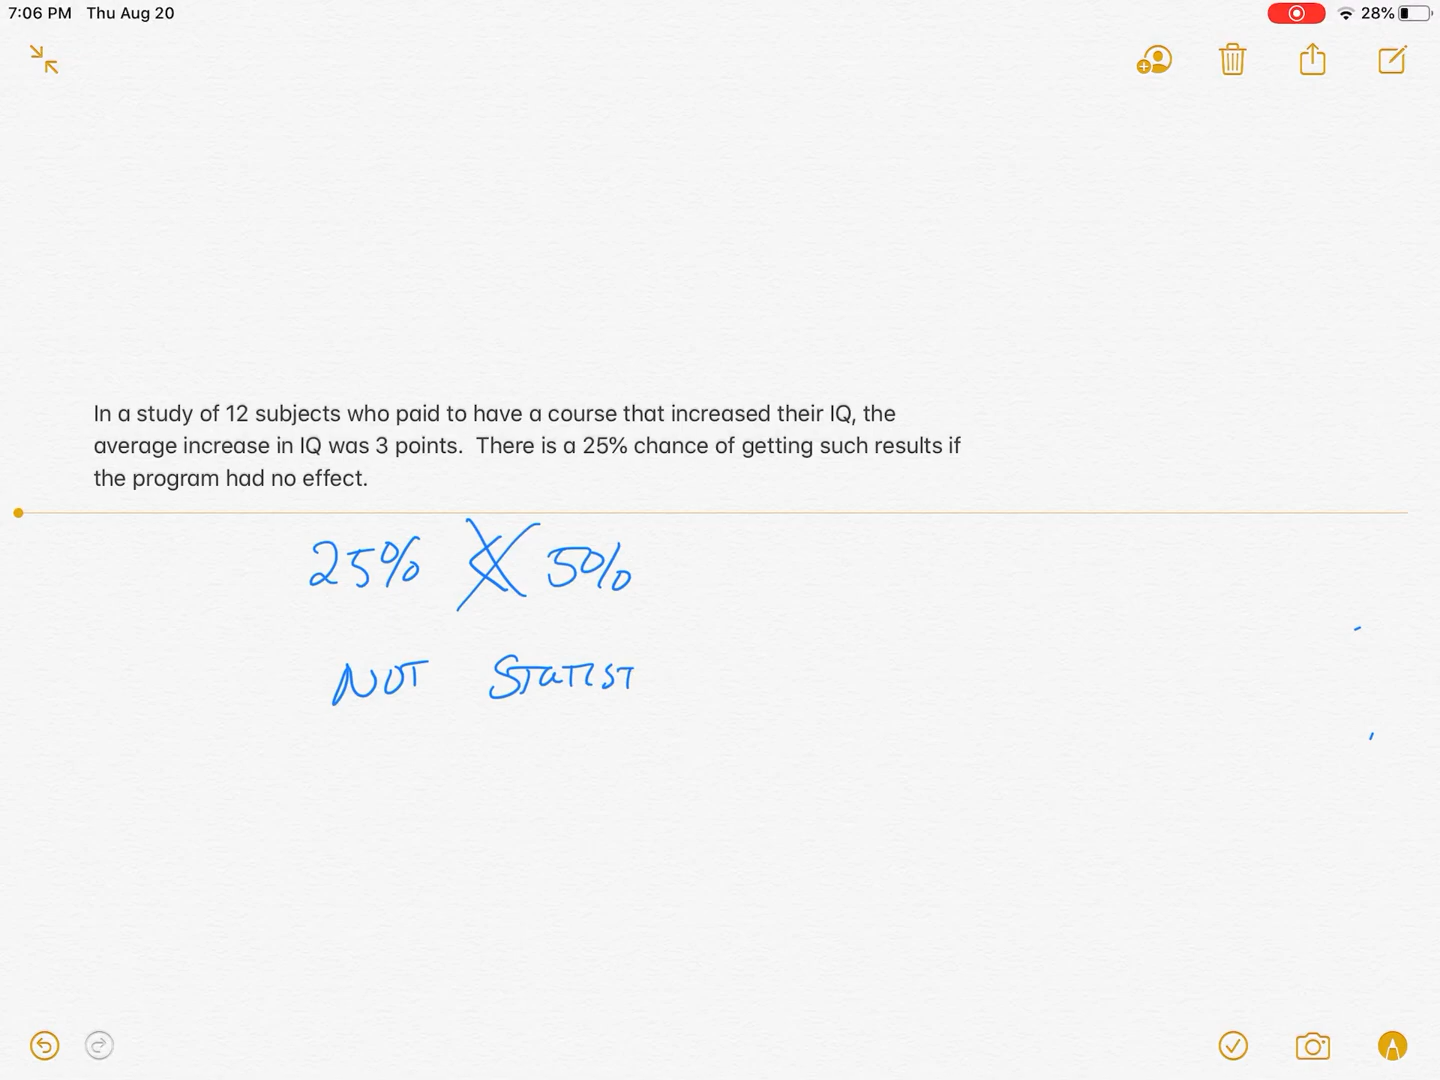 7:06 PM Thu Aug 20 28%
In a study of 12 subjects who paid to have a course that increased their IQ, the
average increase in IQ was 3 points. There is a 25% chance of getting such results if
the program had no effect.
25% < 5%
NOT STATIST